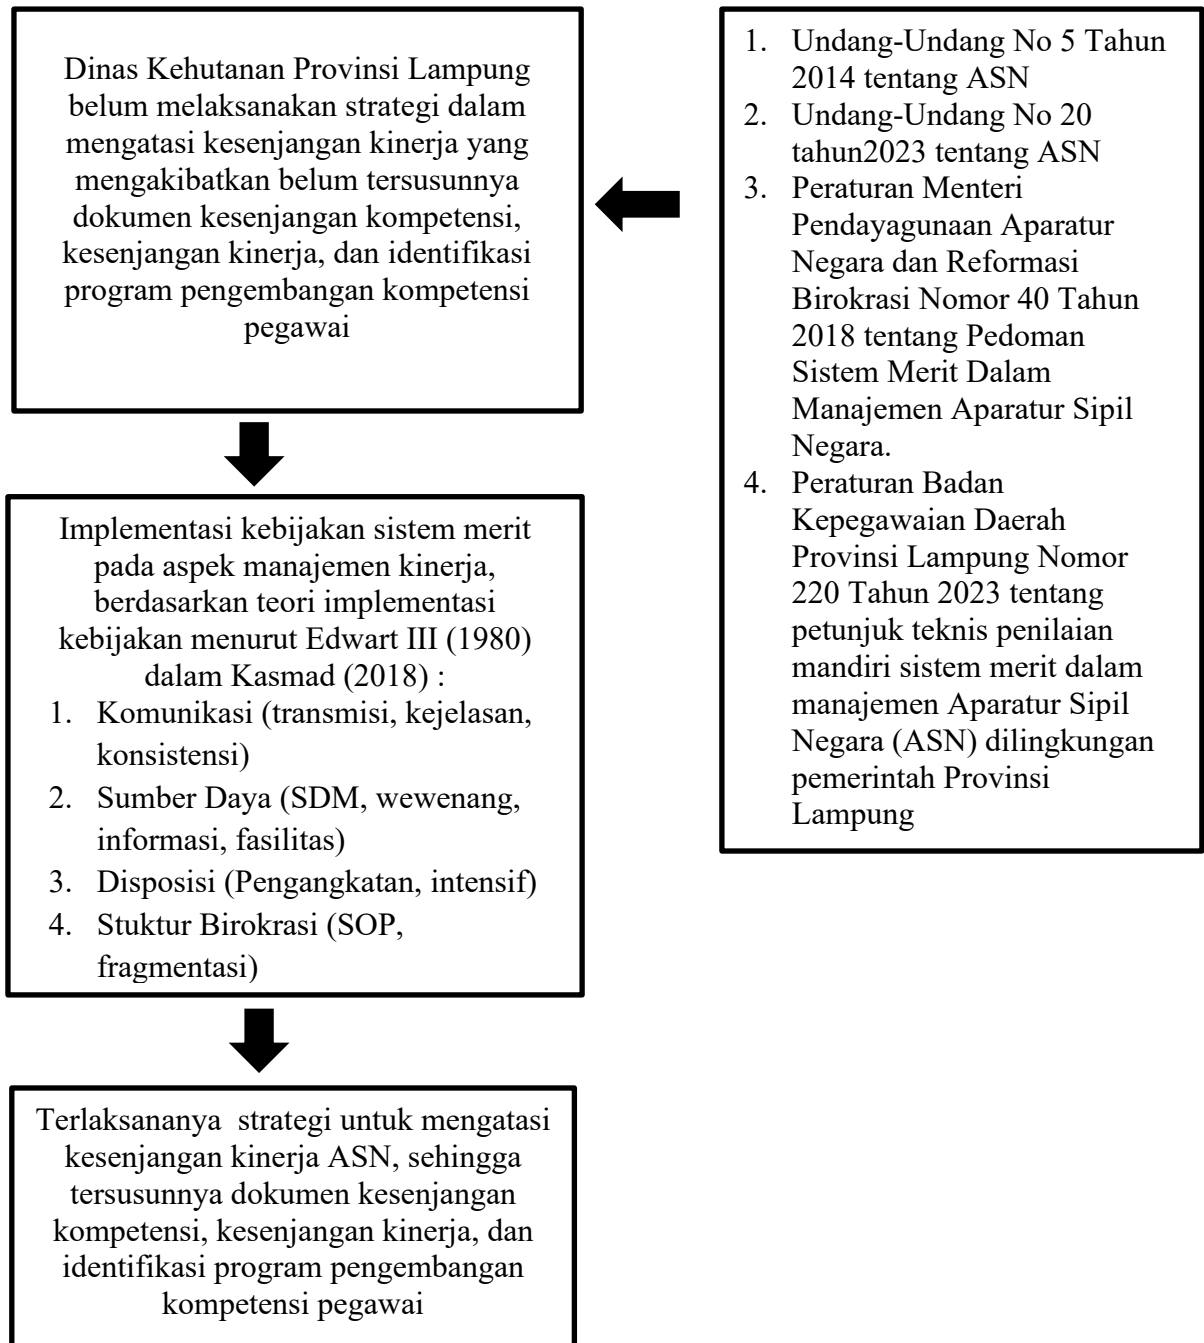 Dinas Kehutanan Provinsi Lampung
belum melaksanakan strategi dalam
mengatasi kesenjangan kinerja yang
mengakibatkan belum tersusunnya
dokumen kesenjangan kompetensi,
kesenjangan kinerja, dan identifikasi
program pengembangan kompetensi
pegawai
1. Undang-Undang No 5 Tahun
2014 tentang ASN
2. Undang-Undang No 20
tahun2023 tentang ASN
3. Peraturan Menteri
Pendayagunaan Aparatur
Negara dan Reformasi
Birokrasi Nomor 40 Tahun
2018 tentang Pedoman
Sistem Merit Dalam
Manajemen Aparatur Sipil
Negara.
4. Peraturan Badan
Kepegawaian Daerah
Provinsi Lampung Nomor
220 Tahun 2023 tentang
petunjuk teknis penilaian
mandiri sistem merit dalam
manajemen Aparatur Sipil
Negara (ASN) dilingkungan
pemerintah Provinsi
Lampung
Implementasi kebijakan sistem merit
pada aspek manajemen kinerja,
berdasarkan teori implementasi
kebijakan menurut Edwart III (1980)
dalam Kasmad (2018) :
1. Komunikasi (transmisi, kejelasan,
konsistensi)
2. Sumber Daya (SDM, wewenang,
informasi, fasilitas)
3. Disposisi (Pengangkatan, intensif)
4. Stuktur Birokrasi (SOP,
fragmentasi)
Terlaksananya strategi untuk mengatasi
kesenjangan kinerja ASN, sehingga
tersusunnya dokumen kesenjangan
kompetensi, kesenjangan kinerja, dan
identifikasi program pengembangan
kompetensi pegawai